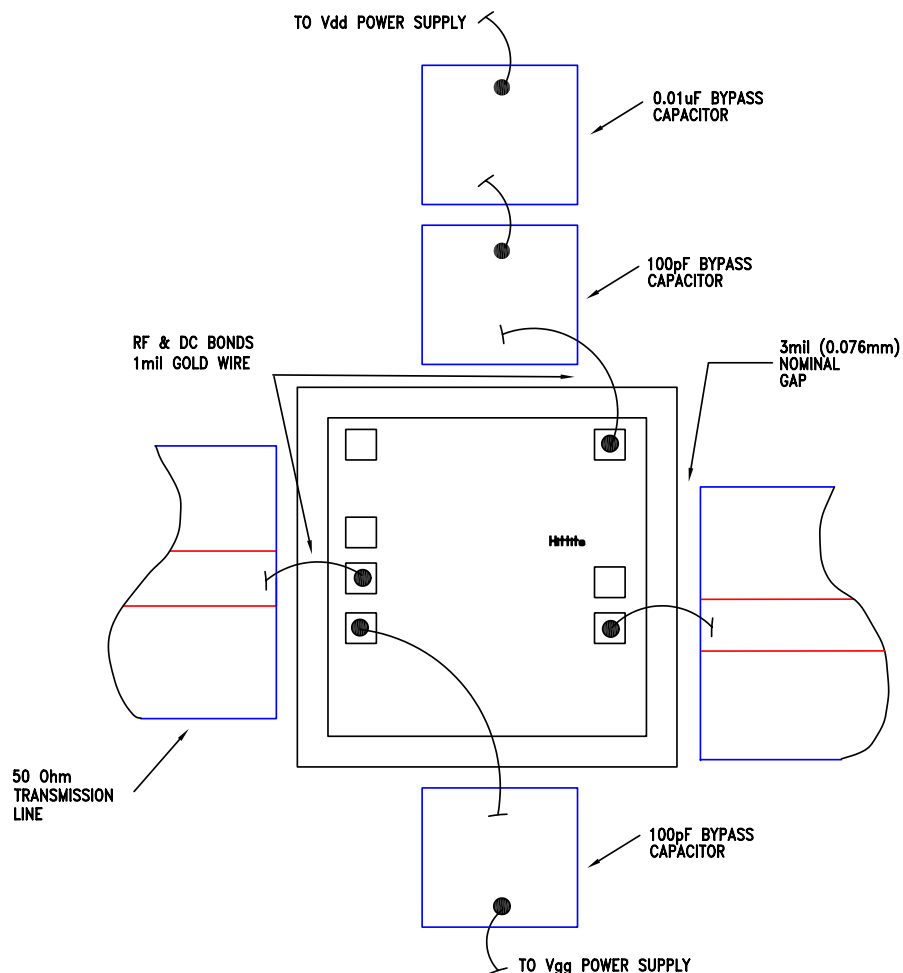 TO Vdd POWER SUPPLY
0.01uF BYPASS
CAPACITOR
100pF BYPASS
CAPACITOR
RF & DC BONDS
1mil GOLD WIRE
3mil (0.076mm)
NOMINAL
GAP
Hittite
50 Ohm
TRANSMISSION
LINE
100pF BYPASS
CAPACITOR
TO Vgg POWER SUPPLY